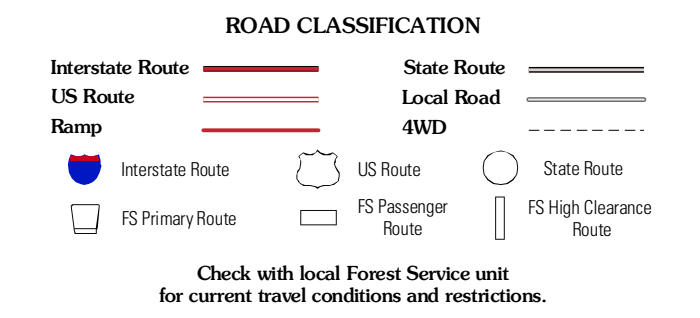 ROAD CLASSIFICATION
Interstate Route
State Route
US Route
Local Road
Ramp
4WD
Interstate Route
US Route
State Route
FS Primary Route
FS Passenger
Route
FS High Clearance
Route
Check with local Forest Service unit
for current travel conditions and restrictions.